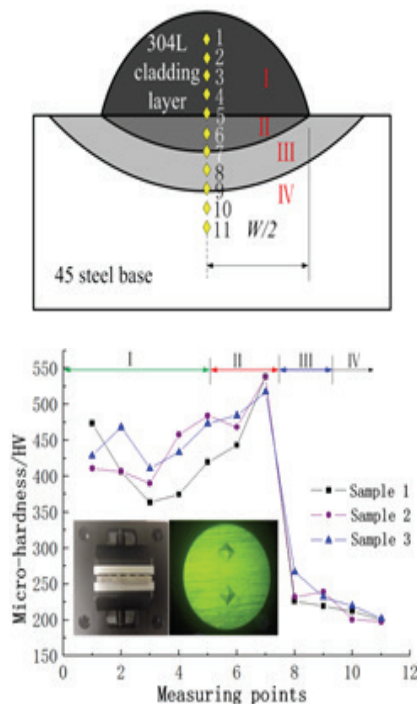 304L
cladding
layer
1
2
3
4
5
6
7
8
9
10
11
I
II
III
IV
W/2
45 steel base
I II III IV
550
500
450
400
350
300
250
200
150
Micro-hardness/HV
Sample 1
Sample 2
Sample 3
0 2 4 6 8 10 12
Measuring points